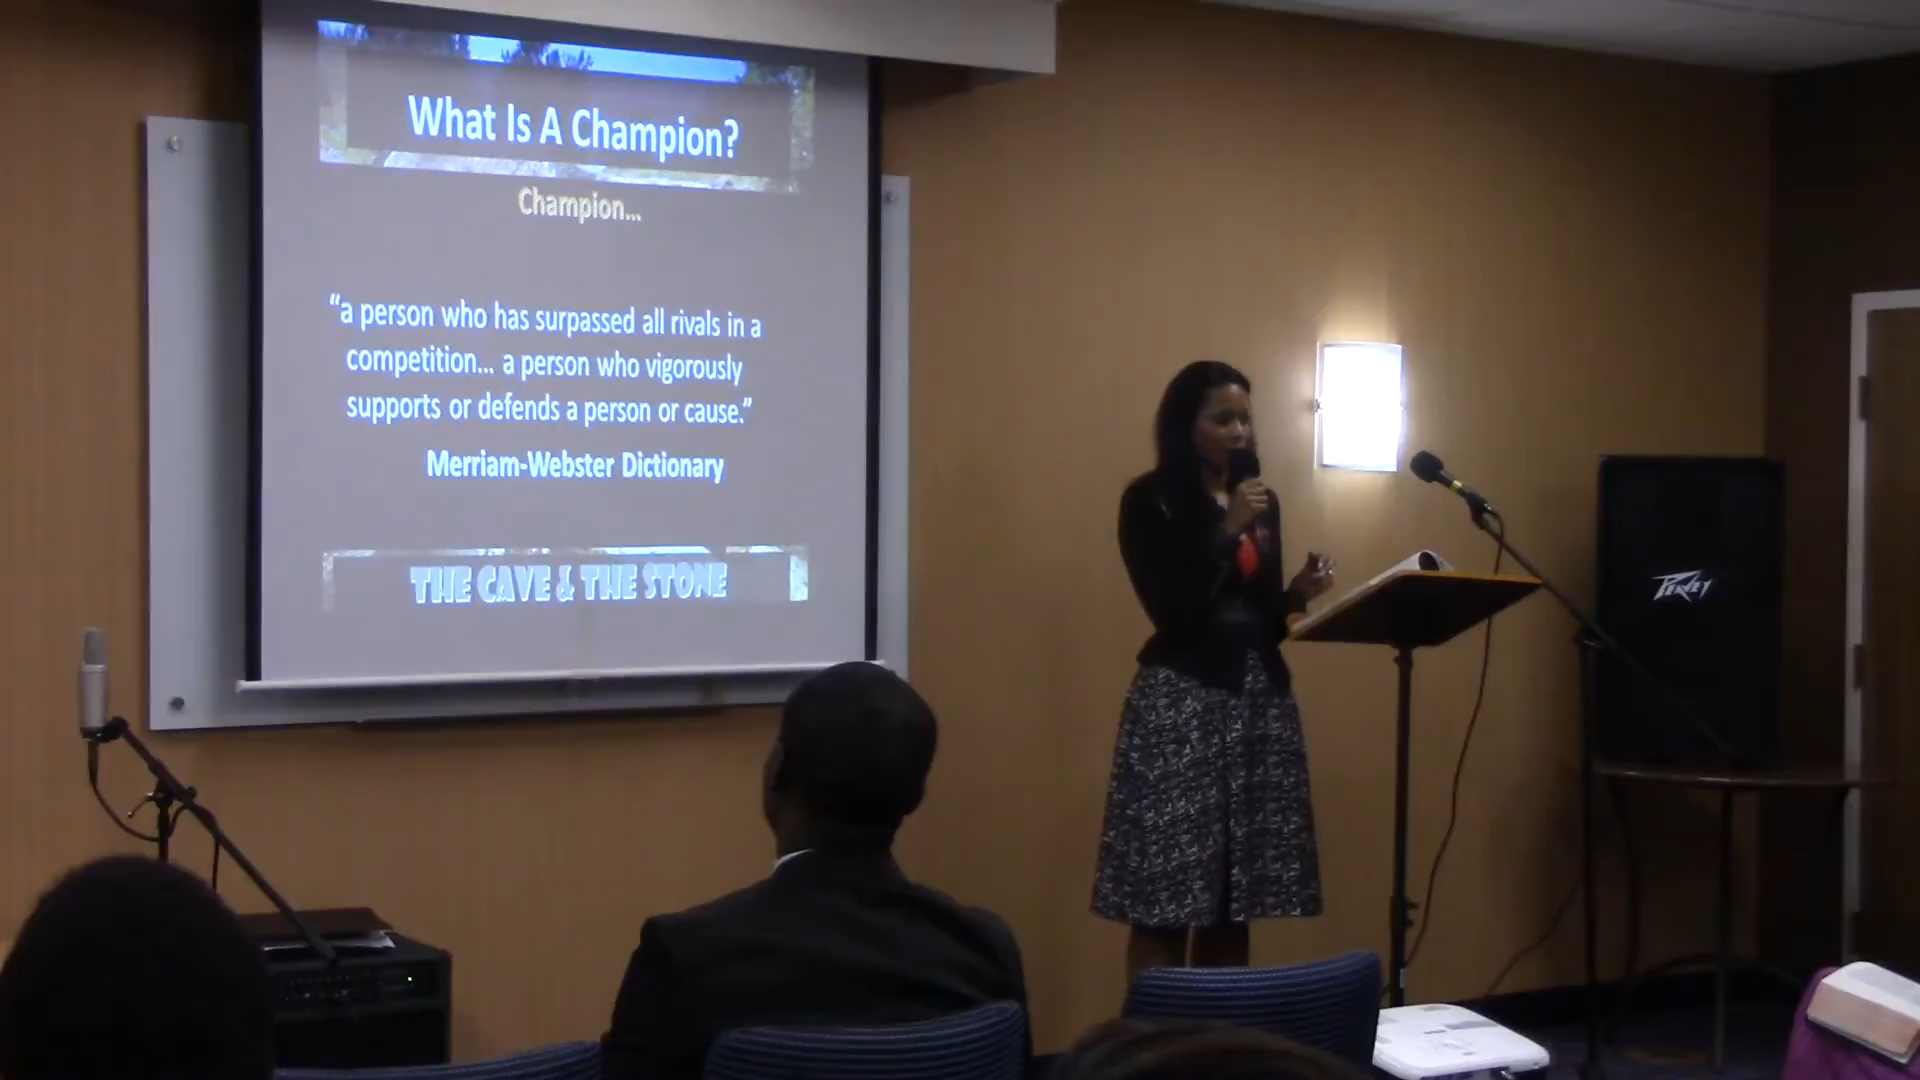 What Is A Champion?
Champion...
“a person who has surpassed all rivals in a
competition... a person who vigorously
supports or defends a person or cause.”
Merriam-Webster Dictionary
THE CAVE & THE STONE
PEAVEY